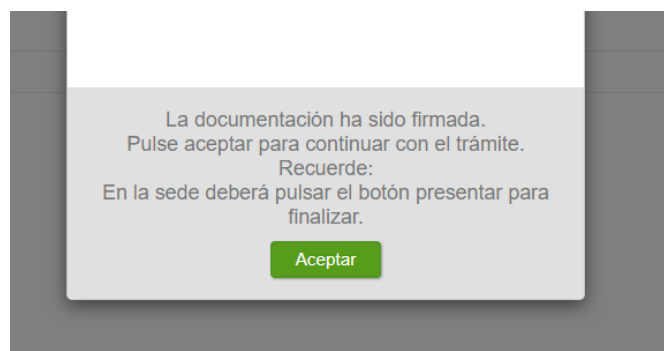 La documentación ha sido firmada.
Pulse aceptar para continuar con el trámite.
Recuerde:
En la sede deberá pulsar el botón presentar para
finalizar.
Aceptar